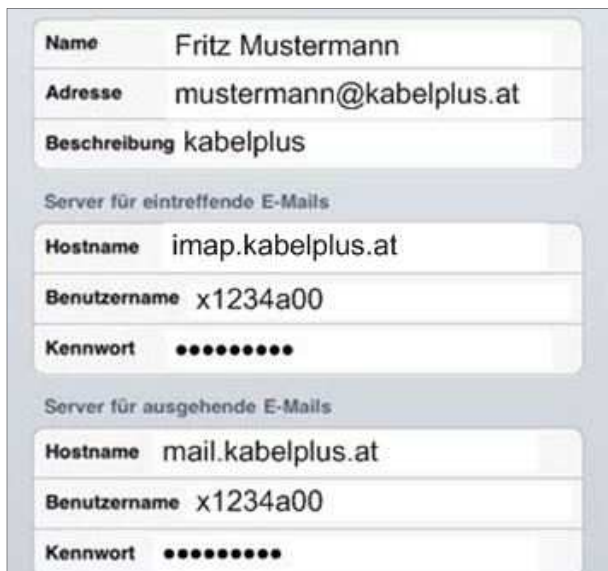 Name Fritz Mustermann
Adresse mustermann@kabelplus.at
Beschreibung kabelplus
Server für eintreffende E-Mails
Hostname imap.kabelplus.at
Benutzername x1234a00
Kennwort •••••••••
Server für ausgehende E-Mails
Hostname mail.kabelplus.at
Benutzername x1234a00
Kennwort •••••••••